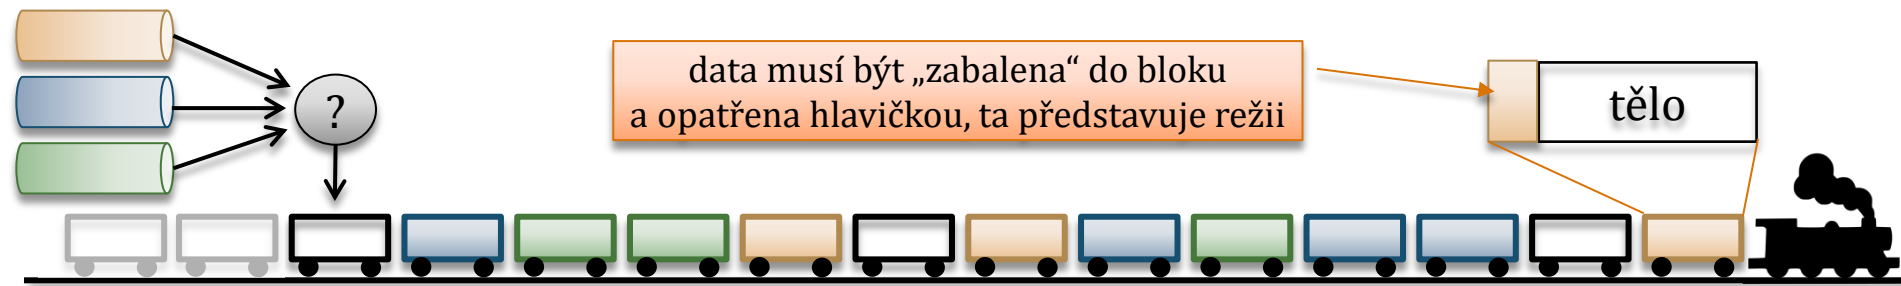 ?
data musí být „zabalena“ do bloku
a opatřena hlavičkou, ta představuje režii
tělo